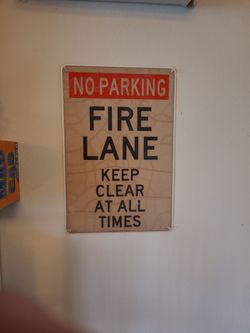 NO PARKING
FIRE
LANE
KEEP
CLEAR
AT ALL
TIMES